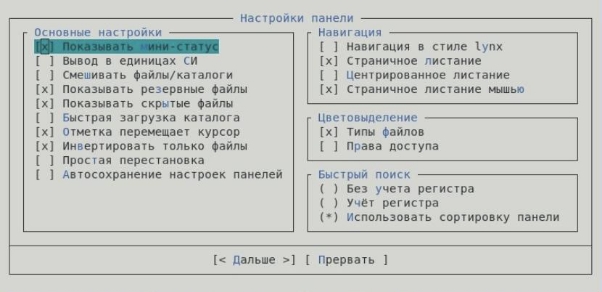 Настройки панели
Основные настройки
[x] Показывать мини-статус
[ ] Вывод в единицах СИ
[ ] Смешивать файлы/каталоги
[x] Показывать резервные файлы
[x] Показывать скрытые файлы
[ ] Быстрая загрузка каталога
[x] Отметка перемещает курсор
[x] Инвертировать только файлы
[ ] Простая перестановка
[ ] Автосохранение настроек панелей
Навигация
[ ] Навигация в стиле lynx
[x] Страничное листание
[ ] Центрированное листание
[x] Страничное листание мышью
Цветовыделение
[x] Типы файлов
[ ] Права доступа
Быстрый поиск
( ) Без учета регистра
( ) Учёт регистра
(*) Использовать сортировку панели
[< Дальше >] [ Прервать ]